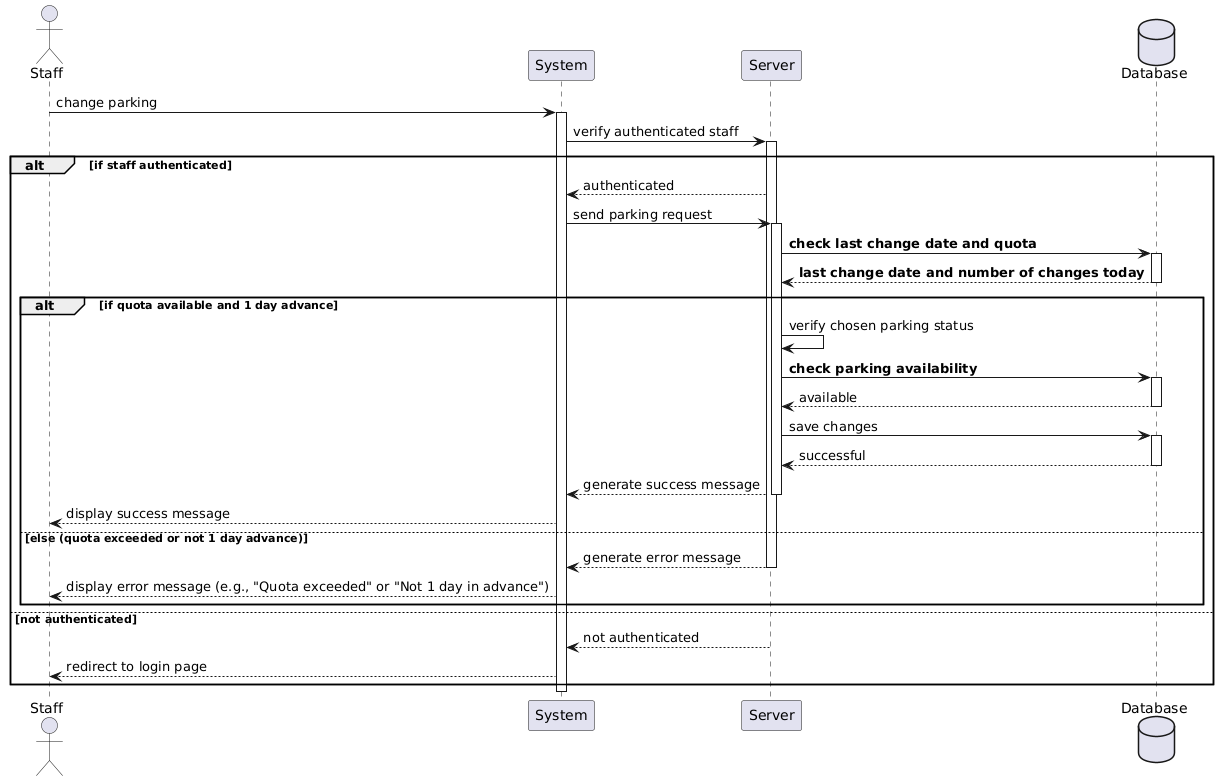 Staff
System
Server
Database
change parking
verify authenticated staff
alt [if staff authenticated]
authenticated
send parking request
check last change date and quota
last change date and number of changes today
alt [if quota available and 1 day advance]
verify chosen parking status
check parking availability
available
save changes
successful
generate success message
display success message
[else (quota exceeded or not 1 day advance)]
generate error message
display error message (e.g., "Quota exceeded" or "Not 1 day in advance")
[not authenticated]
not authenticated
redirect to login page
Staff
System
Server
Database